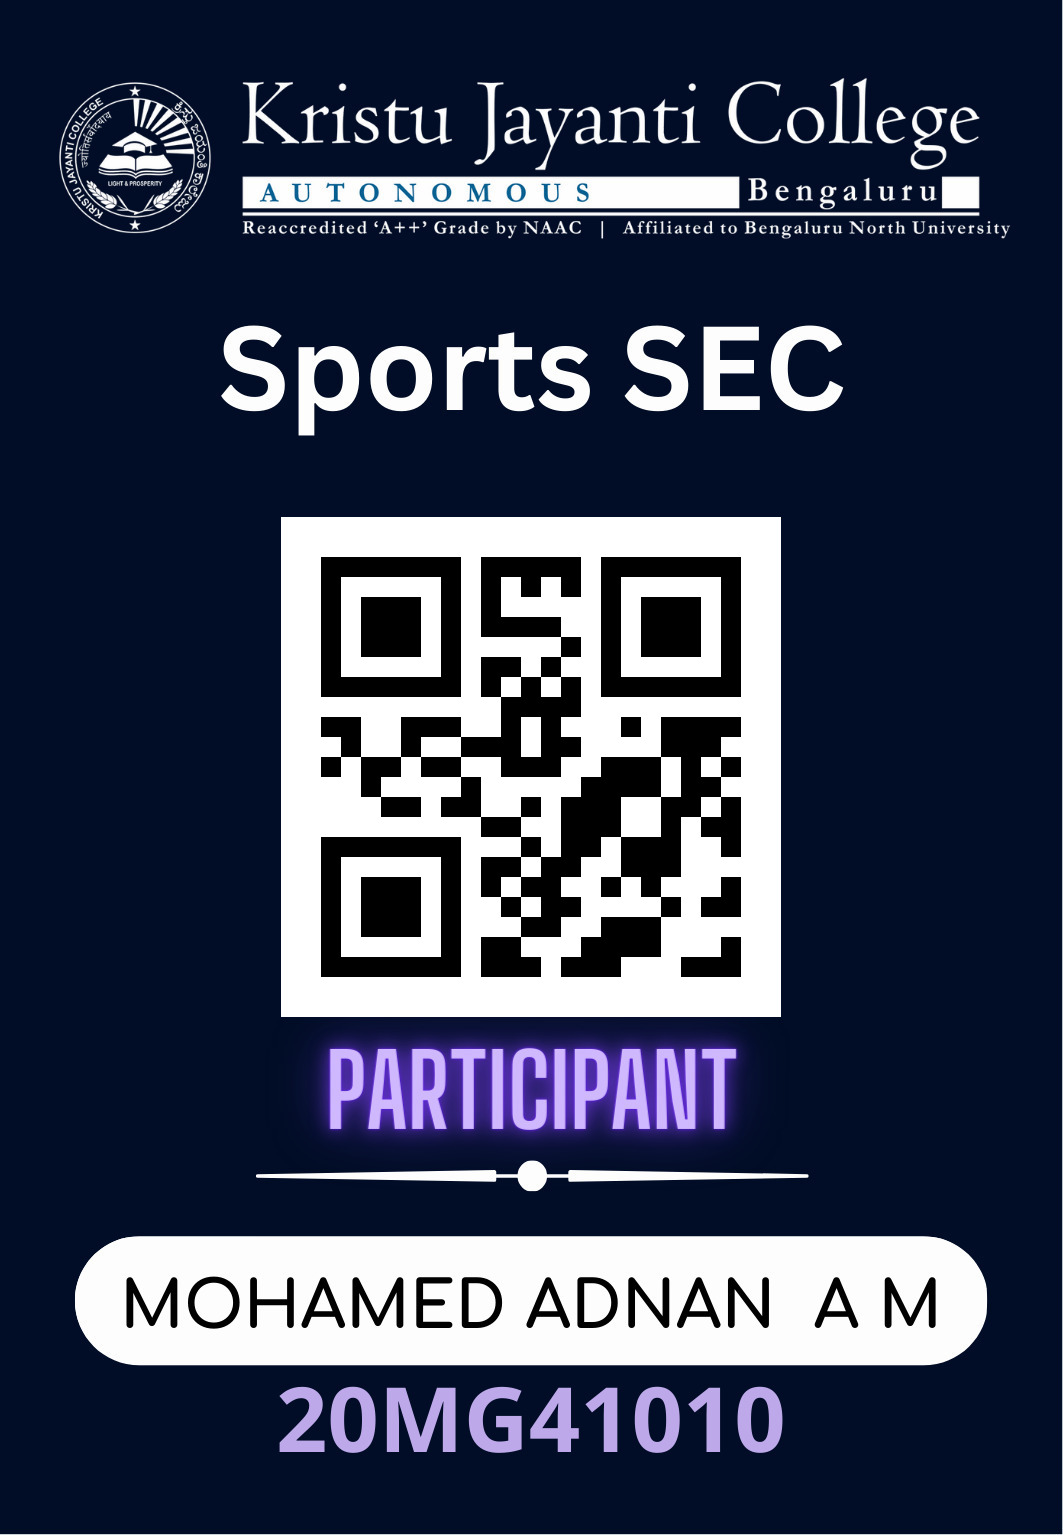 KRISTU JAYANTI COLLEGE
ಕ್ರಿಸ್ತು ಜಯಂತಿ ಕಾಲೇಜು
LIGHT & PROSPERITY
Kristu Jayanti College
AUTONOMOUS Bengaluru
Reaccredited ‘A++’ Grade by NAAC | Affiliated to Bengaluru North University
Sports SEC
PARTICIPANT
MOHAMED ADNAN A M
20MG41010